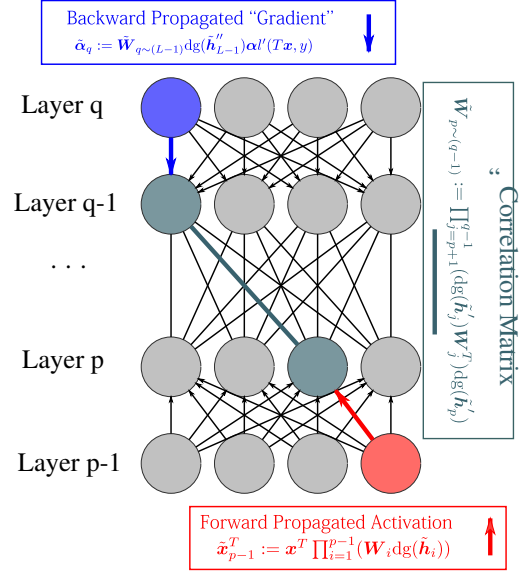 Backward Propagated “Gradient”
α̃_q := W̃_{q∼(L−1)}dg(h̃''_{L−1})αl′(Tx, y)
Layer q
Layer q-1
. . .
Layer p
Layer p-1
“ Correlation Matrix
W̃_{p∼(q−1)} := ∏_{j=p+1}^{q−1}(dg(h̃'_j)W_j^T)dg(h̃'_p)
Forward Propagated Activation
x̃_{p−1}^T := x^T ∏_{i=1}^{p−1}(W_i dg(h̃_i))